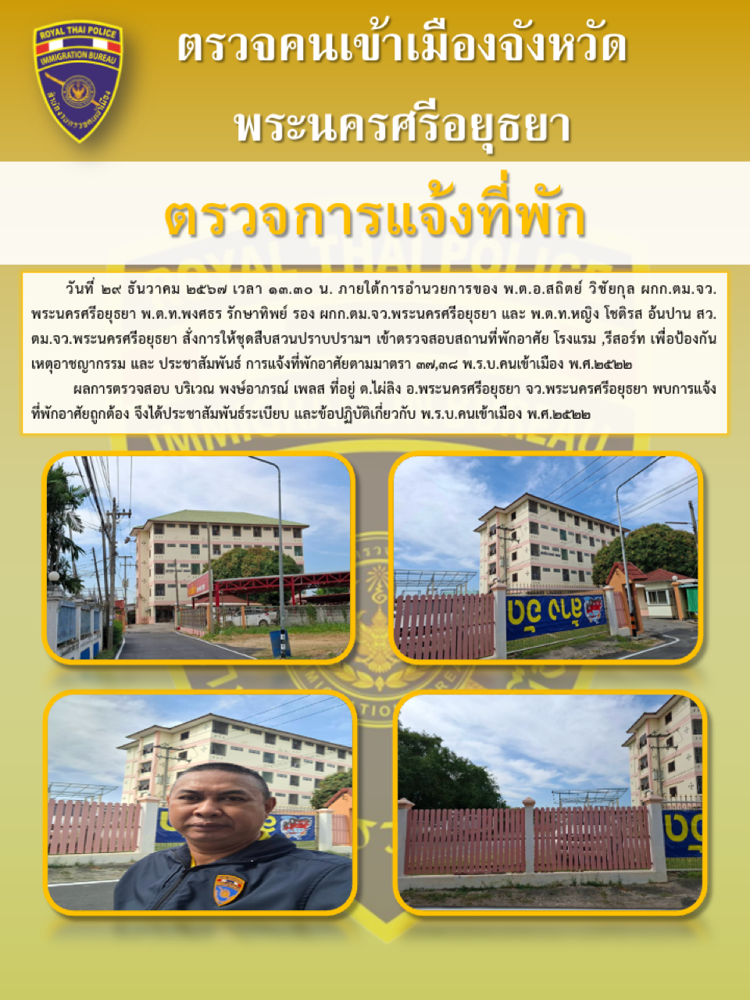 ROYAL THAI POLICE
IMMIGRATION BUREAU
สำนักงานตรวจคนเข้าเมือง
ตรวจคนเข้าเมืองจังหวัด
พระนครศรีอยุธยา
ตรวจการแจ้งที่พัก
วันที่ ๒๙ ธันวาคม ๒๕๖๗ เวลา ๑๓.๓๐ น. ภายใต้การอำนวยการของ พ.ต.อ.สถิตย์ วิชัยกุล ผกก.ตม.จว.
พระนครศรีอยุธยา พ.ต.ท.พงศธร รักษาทิพย์ รอง ผกก.ตม.จว.พระนครศรีอยุธยา และ พ.ต.ท.หญิง โชติรส อ้นปาน สว.
ตม.จว.พระนครศรีอยุธยา สั่งการให้ชุดสืบสวนปราบปรามฯ เข้าตรวจสอบสถานที่พักอาศัย โรงแรม ,รีสอร์ท เพื่อป้องกัน
เหตุอาชญากรรม และ ประชาสัมพันธ์ การแจ้งที่พักอาศัยตามมาตรา ๓๗,๓๘ พ.ร.บ.คนเข้าเมือง พ.ศ.๒๕๒๒
ผลการตรวจสอบ บริเวณ พงษ์อาภรณ์ เพลส ที่อยู่ ต.ไผ่ลิง อ.พระนครศรีอยุธยา จว.พระนครศรีอยุธยา พบการแจ้ง
ที่พักอาศัยถูกต้อง จึงได้ประชาสัมพันธ์ระเบียบ และข้อปฏิบัติเกี่ยวกับ พ.ร.บ.คนเข้าเมือง พ.ศ.๒๕๒๒
ROYAL THAI POLICE
IMMIGRATION BUREAU
ล้าง อัด